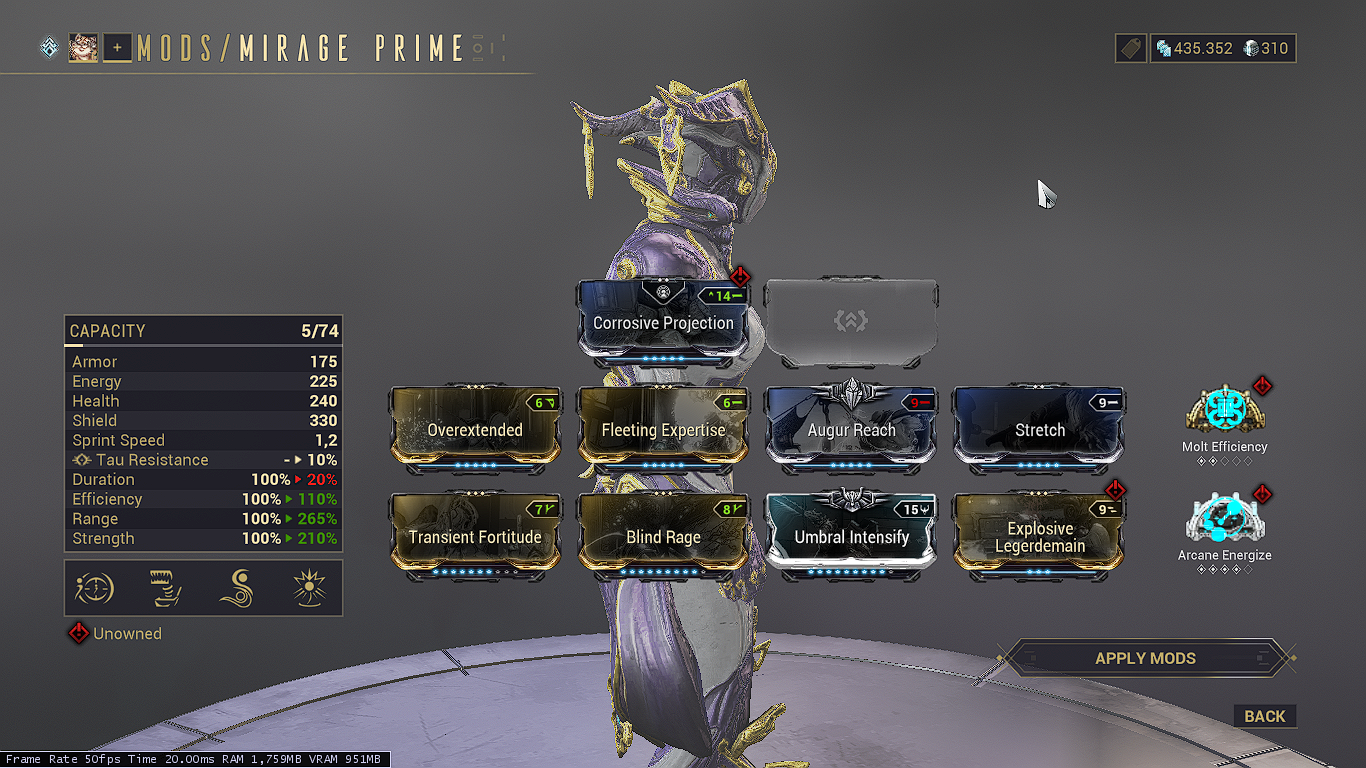 + MODS/MIRAGE PRIME
435.352 310
Corrosive Projection 14
CAPACITY 5/74
Armor 175
Energy 225
Health 240
Shield 330
Sprint Speed 1,2
Tau Resistance - 10%
Duration 100% 20%
Efficiency 100% 110%
Range 100% 265%
Strength 100% 210%
Unowned
Overextended 6
Fleeting Expertise 6
Augur Reach 9
Stretch 9
Transient Fortitude 7
Blind Rage 8
Umbral Intensify 15
Explosive
Legerdemain 9
Molt Efficiency
Arcane Energize
APPLY MODS
BACK
Frame Rate 50fps Time 20.00ms RAM 1,759MB VRAM 951MB